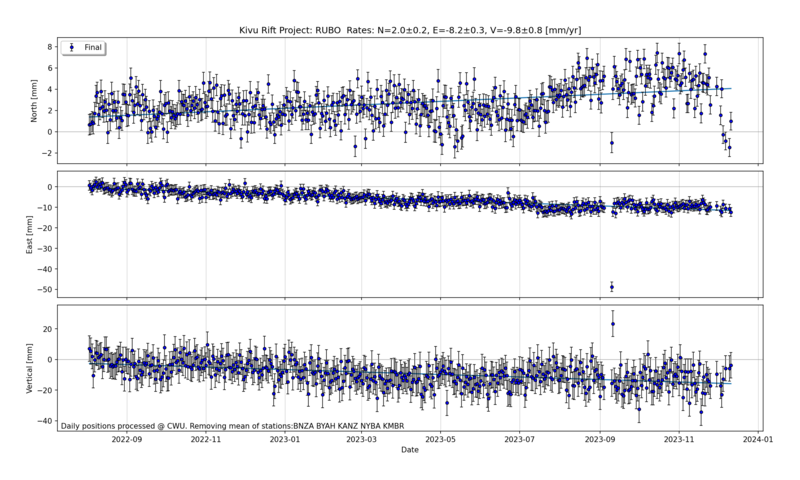 Kivu Rift Project: RUBO  Rates: N=2.0±0.2, E=-8.2±0.3, V=-9.8±0.8 [mm/yr]
Final
North [mm]
8
6
4
2
0
−2
East [mm]
0
−10
−20
−30
−40
−50
Vertical [mm]
20
0
−20
−40
Daily positions processed @ CWU. Removing mean of stations:BNZA BYAH KANZ NYBA KMBR
2022-09 2022-11 2023-01 2023-03 2023-05 2023-07 2023-09 2023-11 2024-01
Date